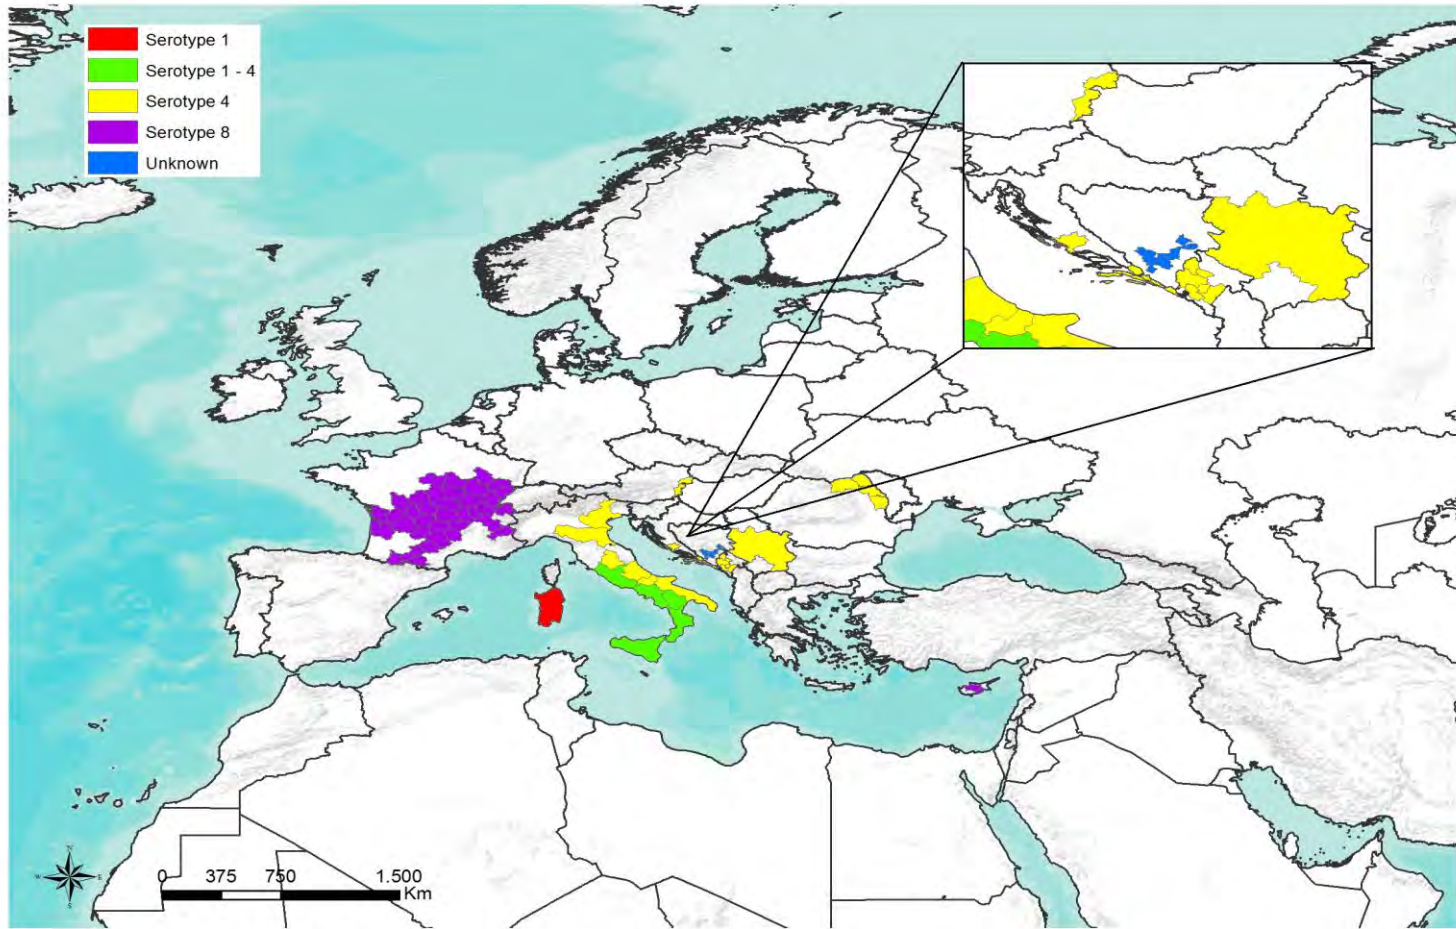 Serotype 1
Serotype 1 - 4
Serotype 4
Serotype 8
Unknown
N
W
E
S
0 375 750 1.500
Km